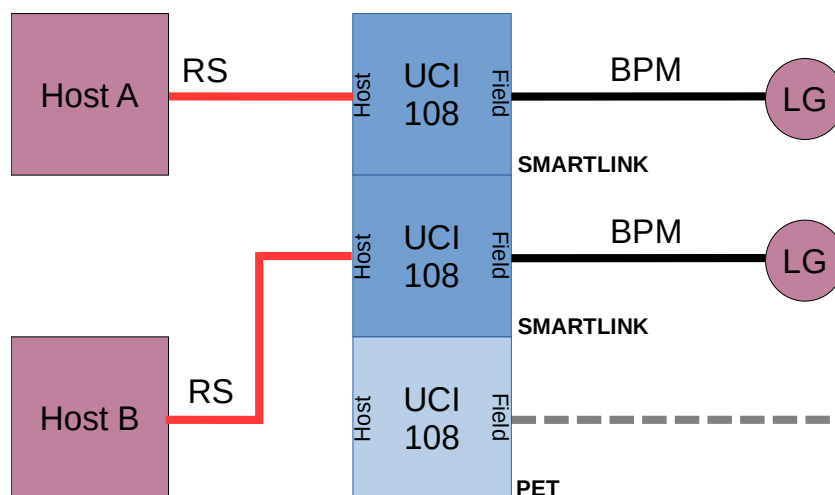 Host A
RS
Host
UCI
108
Field
BPM
LG
SMARTLINK
Host
UCI
108
Field
BPM
LG
SMARTLINK
Host B
RS
Host
UCI
108
Field
PET